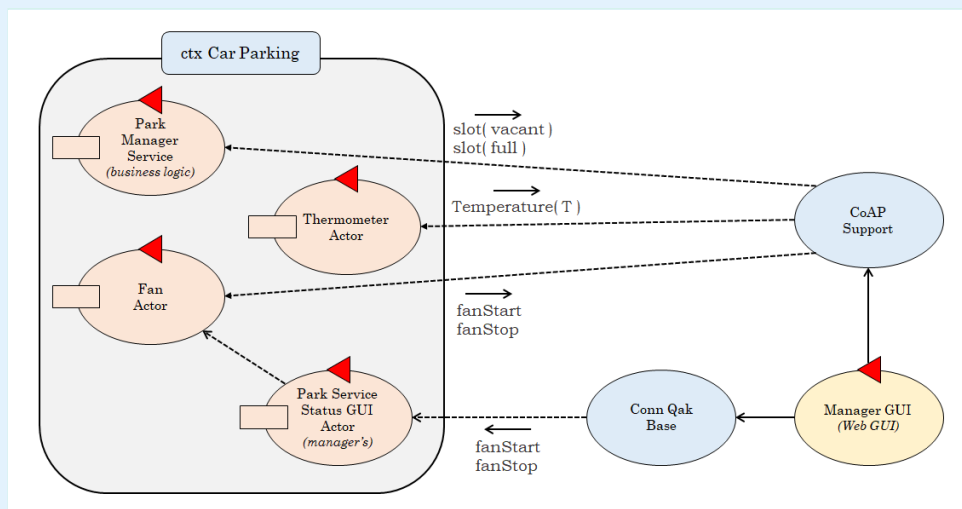 ctx Car Parking
Park
Manager
Service
(business logic)
slot( vacant )
slot( full )
Thermometer
Actor
Temperature( T )
CoAP
Support
Fan
Actor
fanStart
fanStop
Park Service
Status GUI
Actor
(manager's)
Conn Qak
Base
Manager GUI
(Web GUI)
fanStart
fanStop